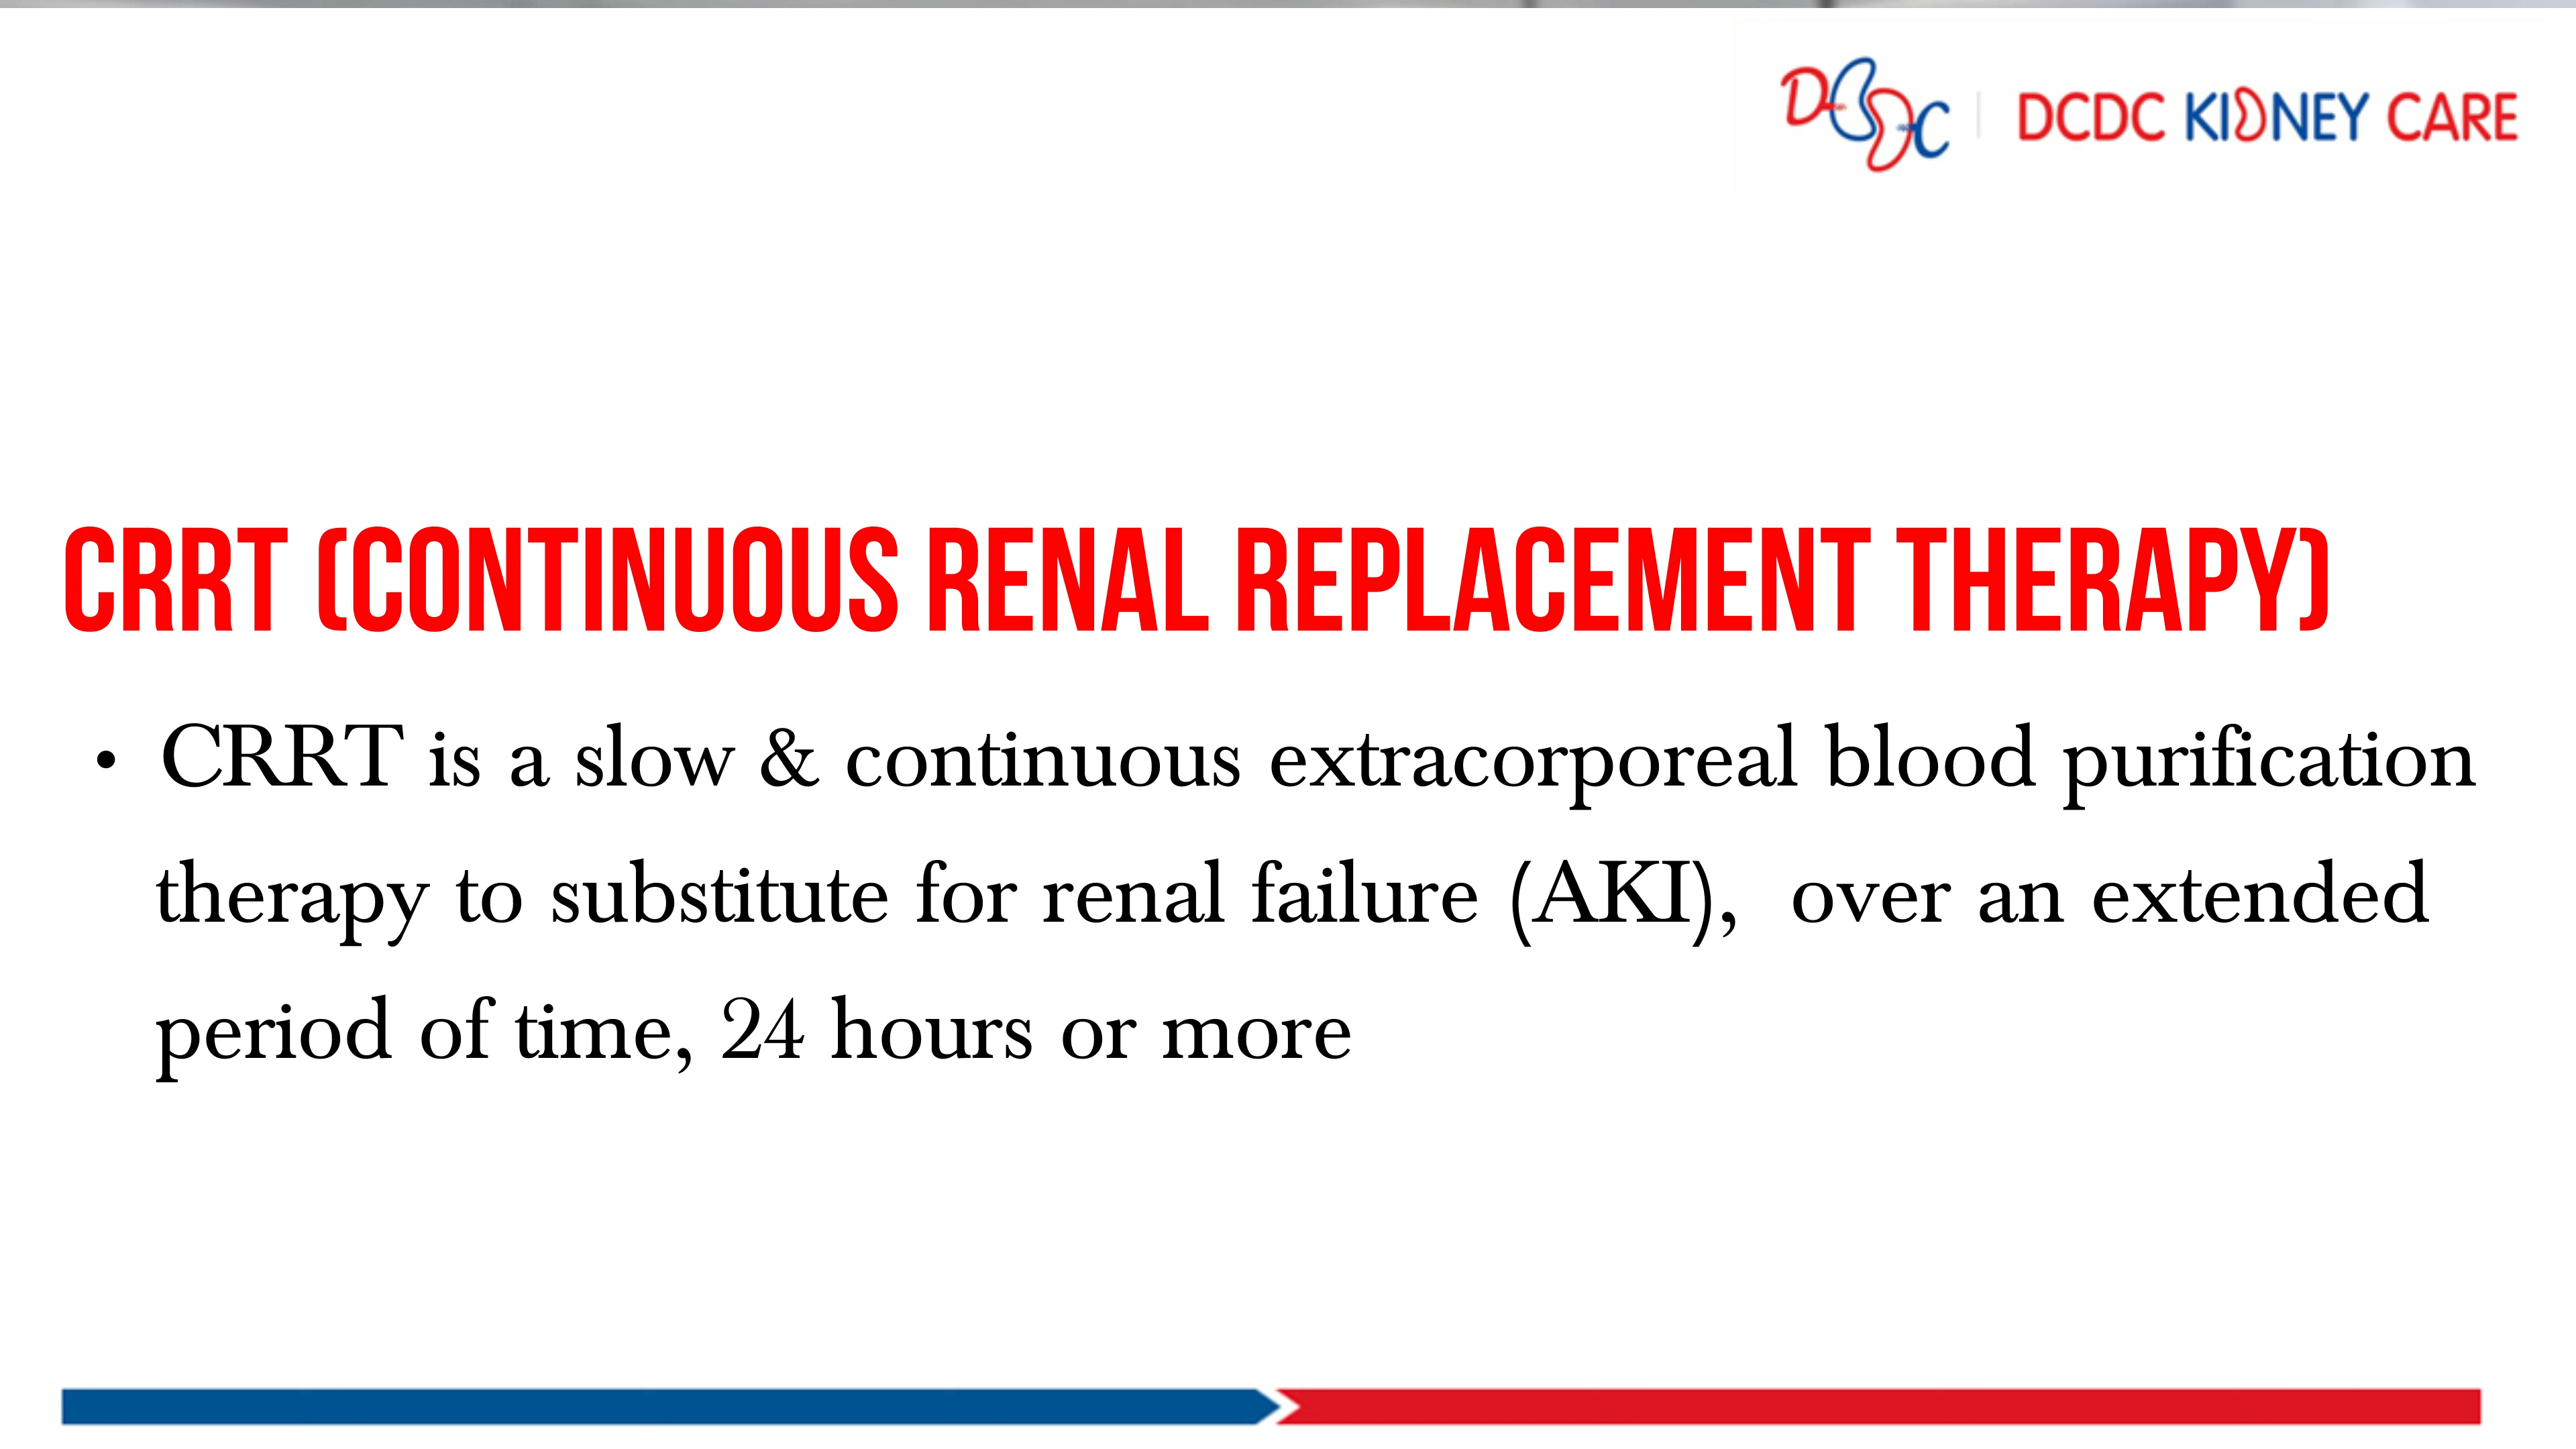 DCDC | DCDC KIDNEY CARE
CRRT (CONTINUOUS RENAL REPLACEMENT THERAPY)
• CRRT is a slow & continuous extracorporeal blood purification
therapy to substitute for renal failure (AKI),  over an extended
period of time, 24 hours or more